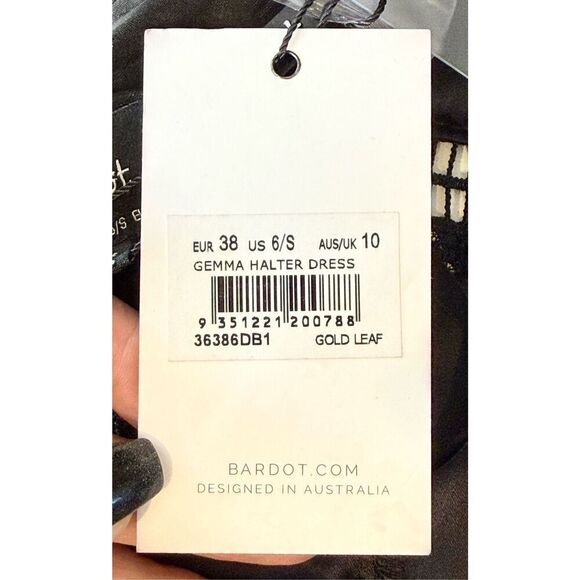 EUR 38 US 6/S AUS/UK 10
GEMMA HALTER DRESS
9 351221 200788
36386DB1 GOLD LEAF
BARDOT.COM
DESIGNED IN AUSTRALIA